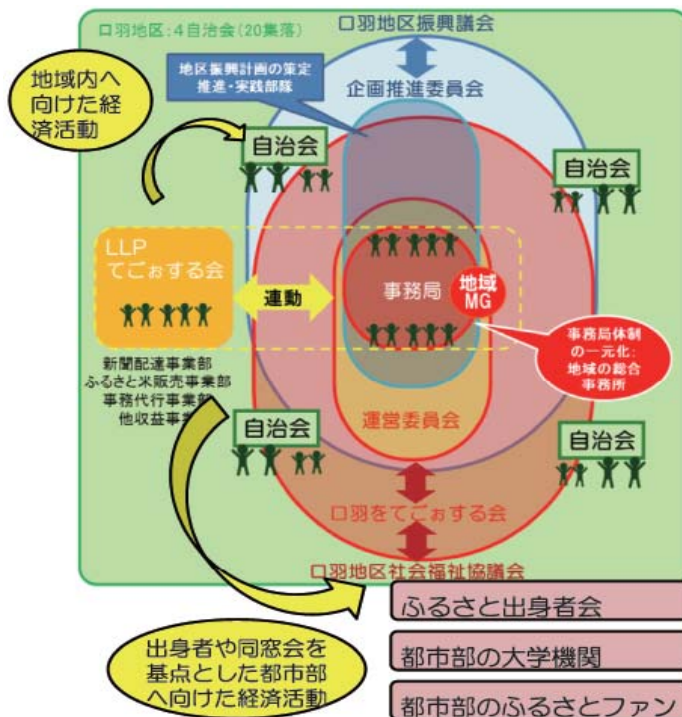 口羽地区:4自治会(20集落)
口羽地区振興議会
地域内へ
向けた経
済活動
地区振興計画の策定
推進・実践部隊
企画推進委員会
自治会
自治会
LLP
てごぉする会
連動
事務局
地域
MG
事務局体制
の一元化:
地域の総合
事務所
新聞配達事業部
ふるさと米販売事業部
事務代行事業部
他収益事業
運営委員会
自治会
自治会
口羽をてごぉする会
口羽地区社会福祉協議会
ふるさと出身者会
出身者や同窓会を
基点とした都市部
へ向けた経済活動
都市部の大学機関
都市部のふるさとファン